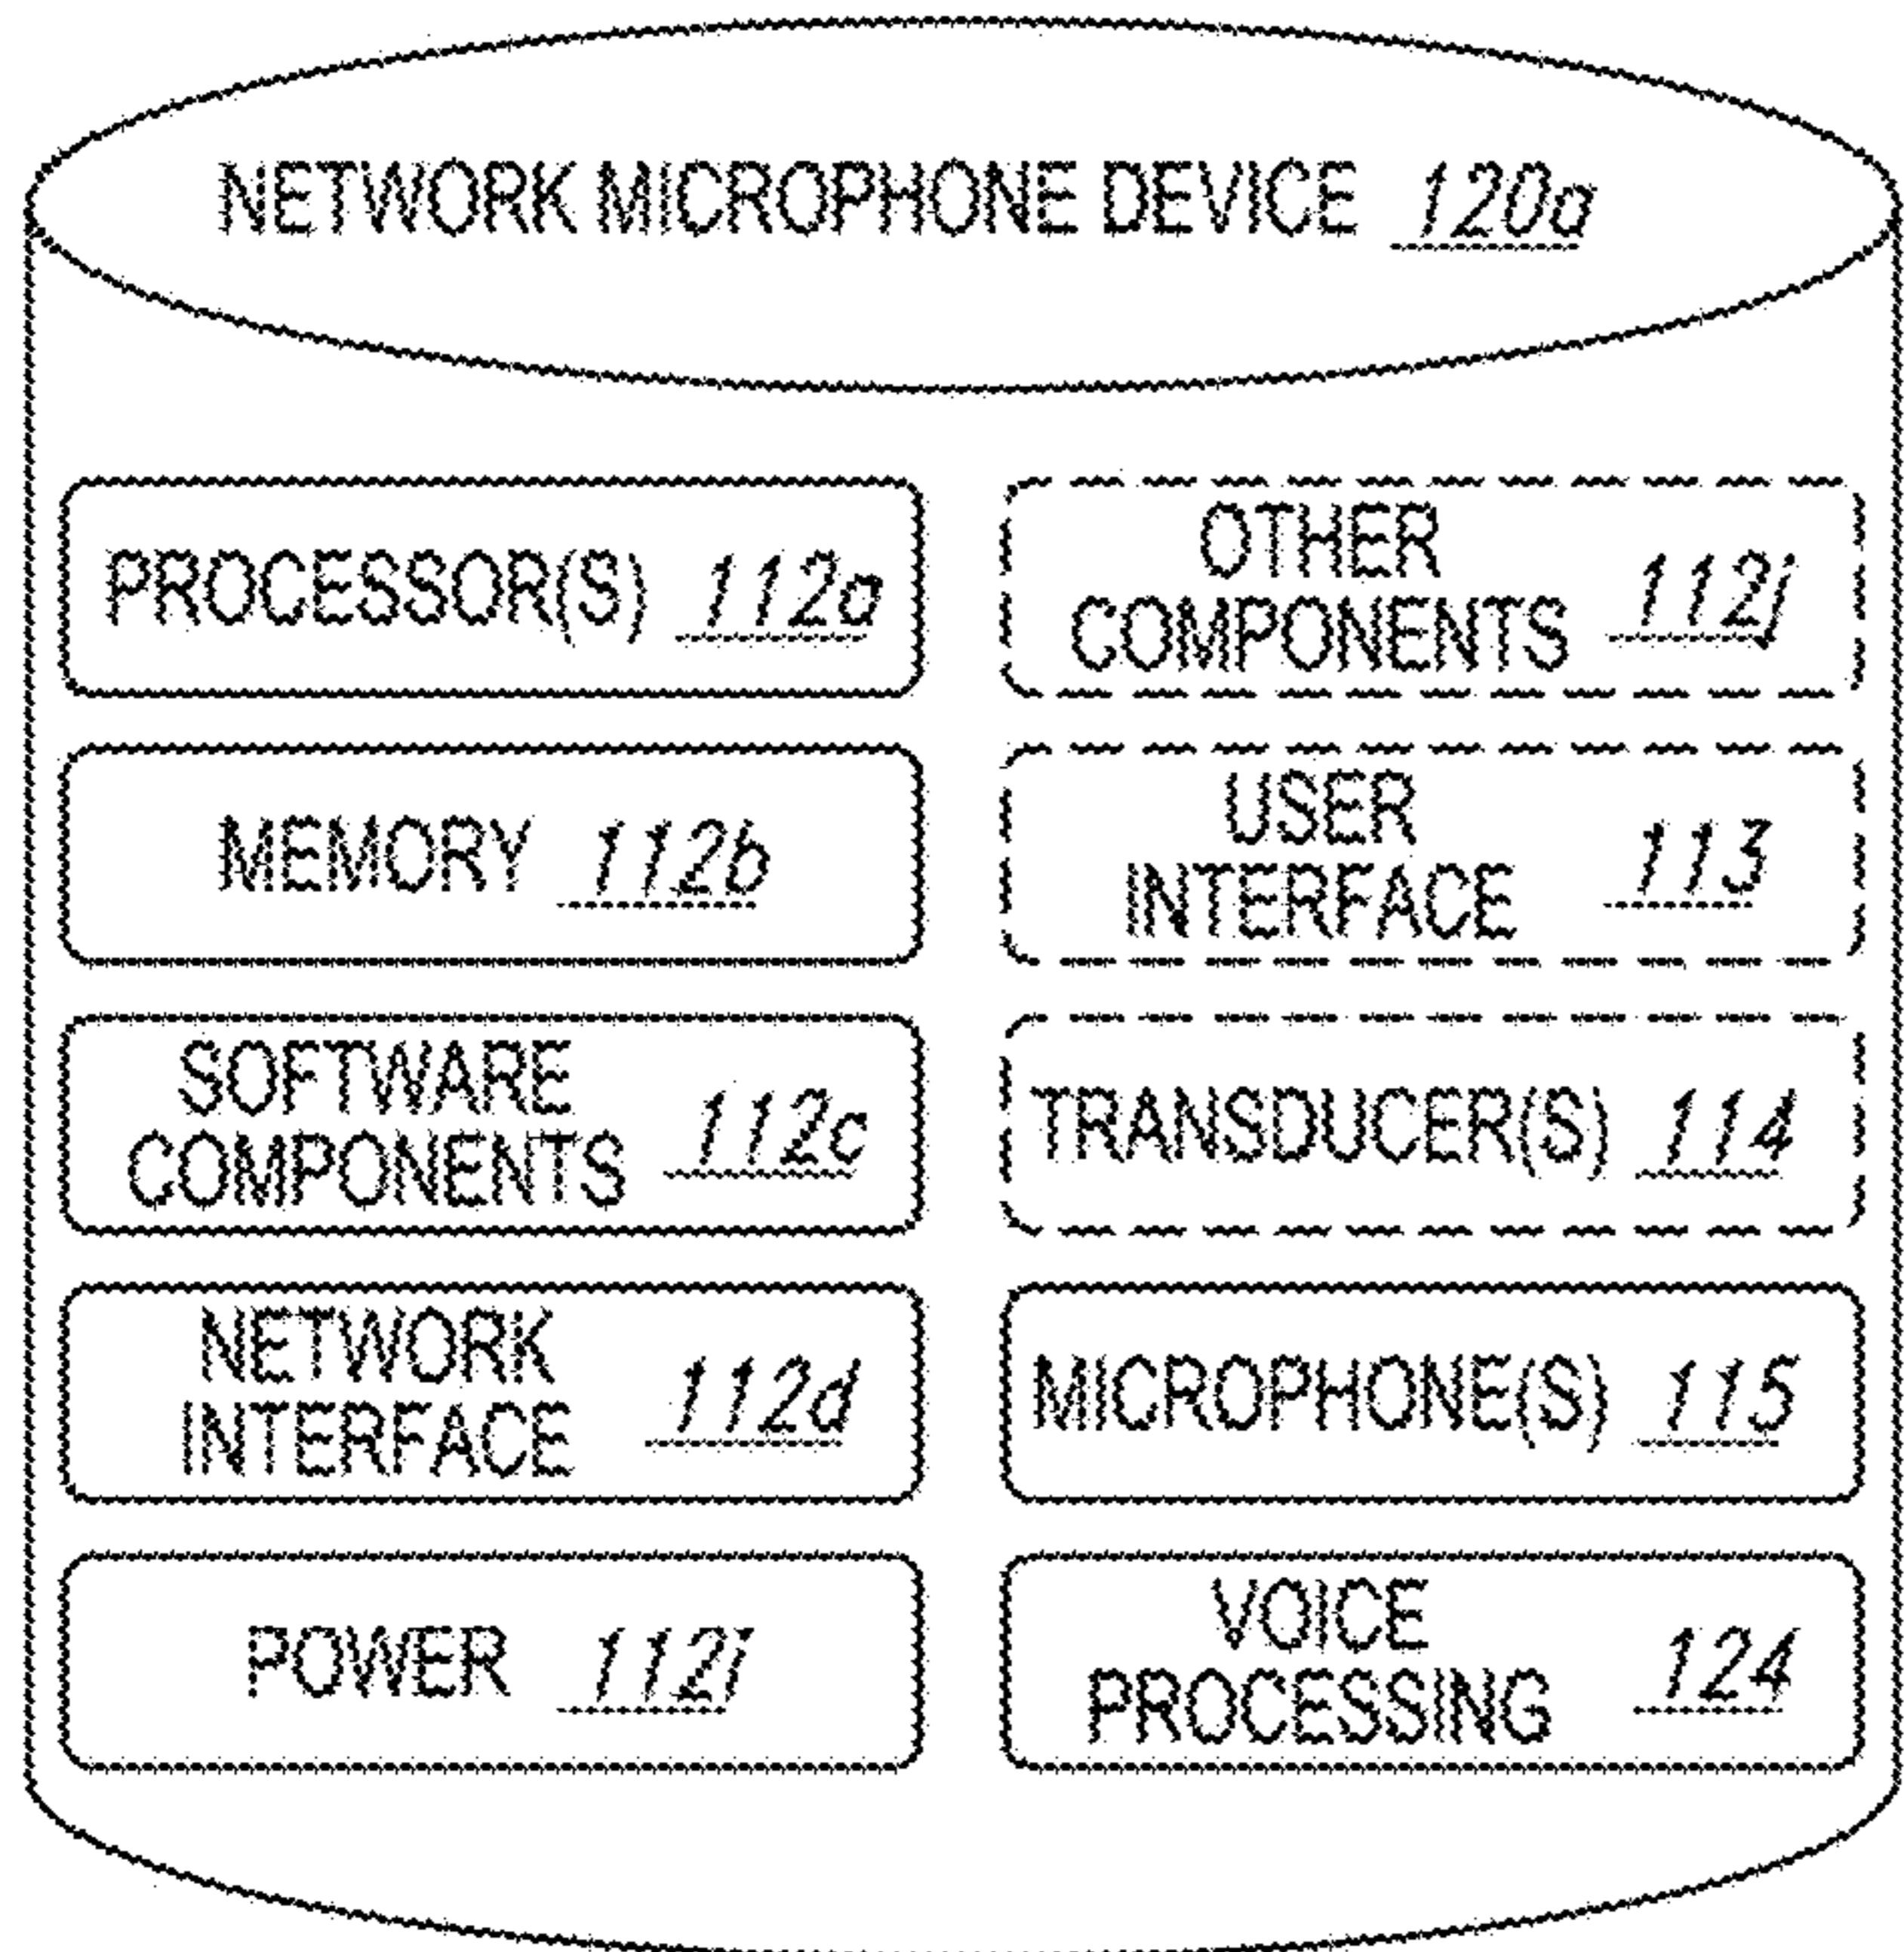 NETWORK MICROPHONE DEVICE 120a
PROCESSOR(S) 112a
MEMORY 112b
SOFTWARE
COMPONENTS 112c
NETWORK
INTERFACE 112d
POWER 112i
OTHER
COMPONENTS 112j
USER
INTERFACE 113
TRANSDUCER(S) 114
MICROPHONE(S) 115
VOICE
PROCESSING 124